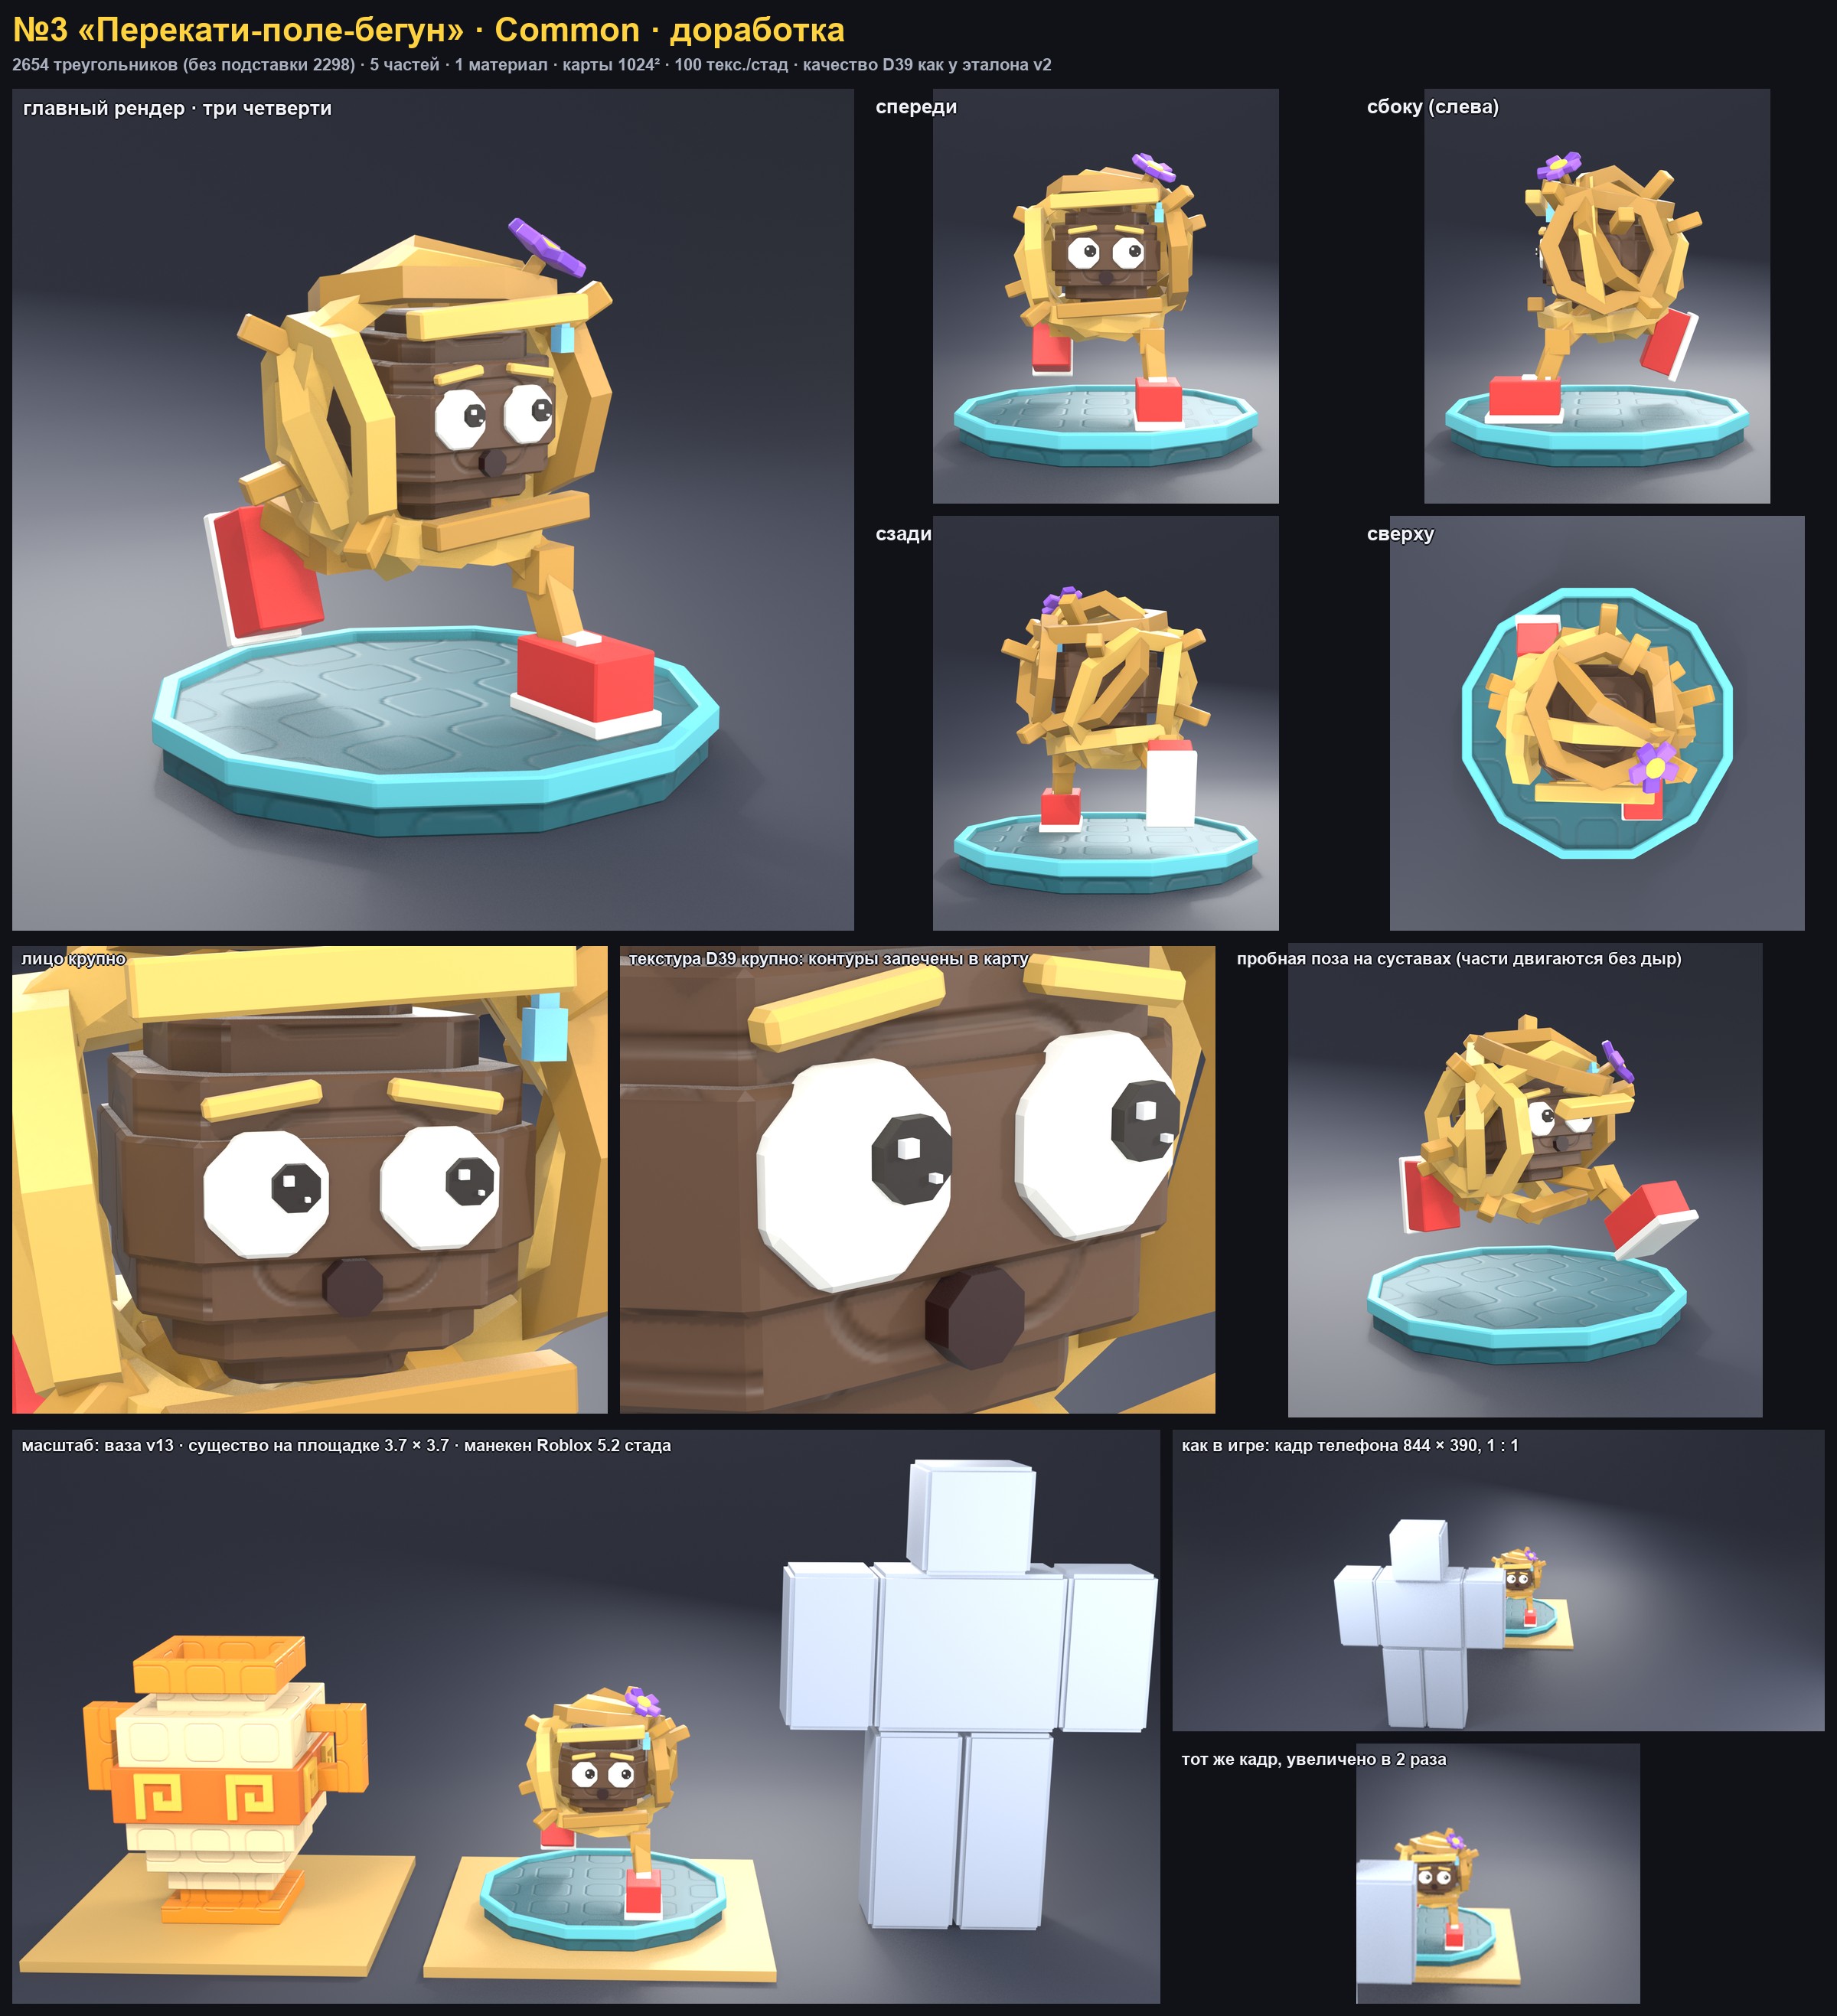 №3 «Перекати-поле-бегун» · Common · доработка
2654 треугольников (без подставки 2298) · 5 частей · 1 материал · карты 1024² · 100 текс./стад · качество D39 как у эталона v2
главный рендер · три четверти
спереди
сбоку (слева)
сзади
сверху
лицо крупно
текстура D39 крупно: контуры запечены в карту
пробная поза на суставах (части двигаются без дыр)
масштаб: ваза v13 · существо на площадке 3.7 × 3.7 · манекен Roblox 5.2 стада
как в игре: кадр телефона 844 × 390, 1 : 1
тот же кадр, увеличено в 2 раза